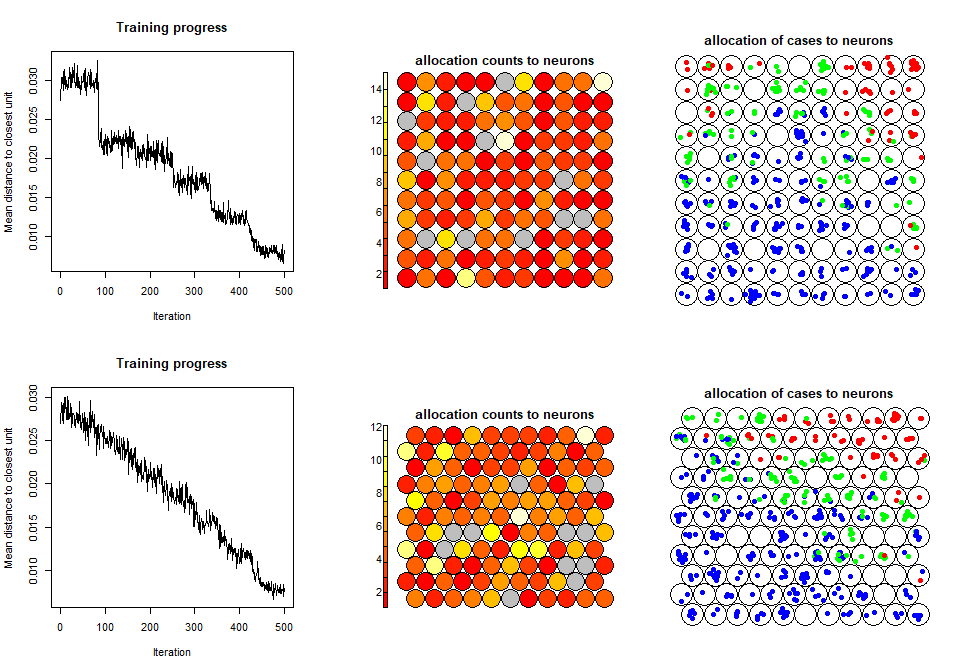 Training progress
Mean distance to closest unit
0.030
0.025
0.020
0.015
0.010
0 100 200 300 400 500
Iteration
allocation counts to neurons
14
12
10
8
6
4
2
allocation of cases to neurons
Training progress
Mean distance to closest unit
0.030
0.025
0.020
0.015
0.010
0 100 200 300 400 500
Iteration
allocation counts to neurons
12
10
8
6
4
2
allocation of cases to neurons